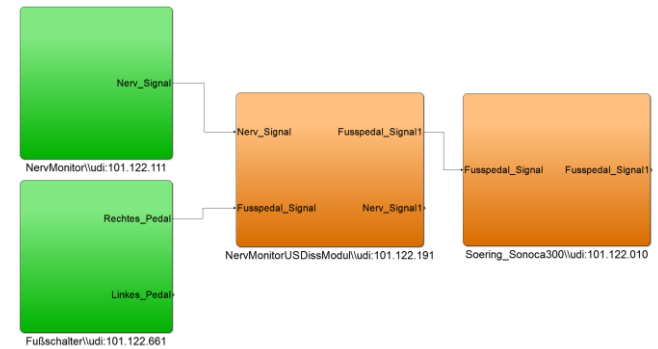 Nerv_Signal
NervMonitor\\udi:101.122.111
Rechtes_Pedal
Linkes_Pedal
Fußschalter\\udi:101.122.661
Nerv_Signal
Fusspedal_Signal1
Fusspedal_Signal
Nerv_Signal1
NervMonitorUSDissModul\\udi:101.122.191
Fusspedal_Signal
Fusspedal_Signal1
Soering_Sonoca300\\udi:101.122.010